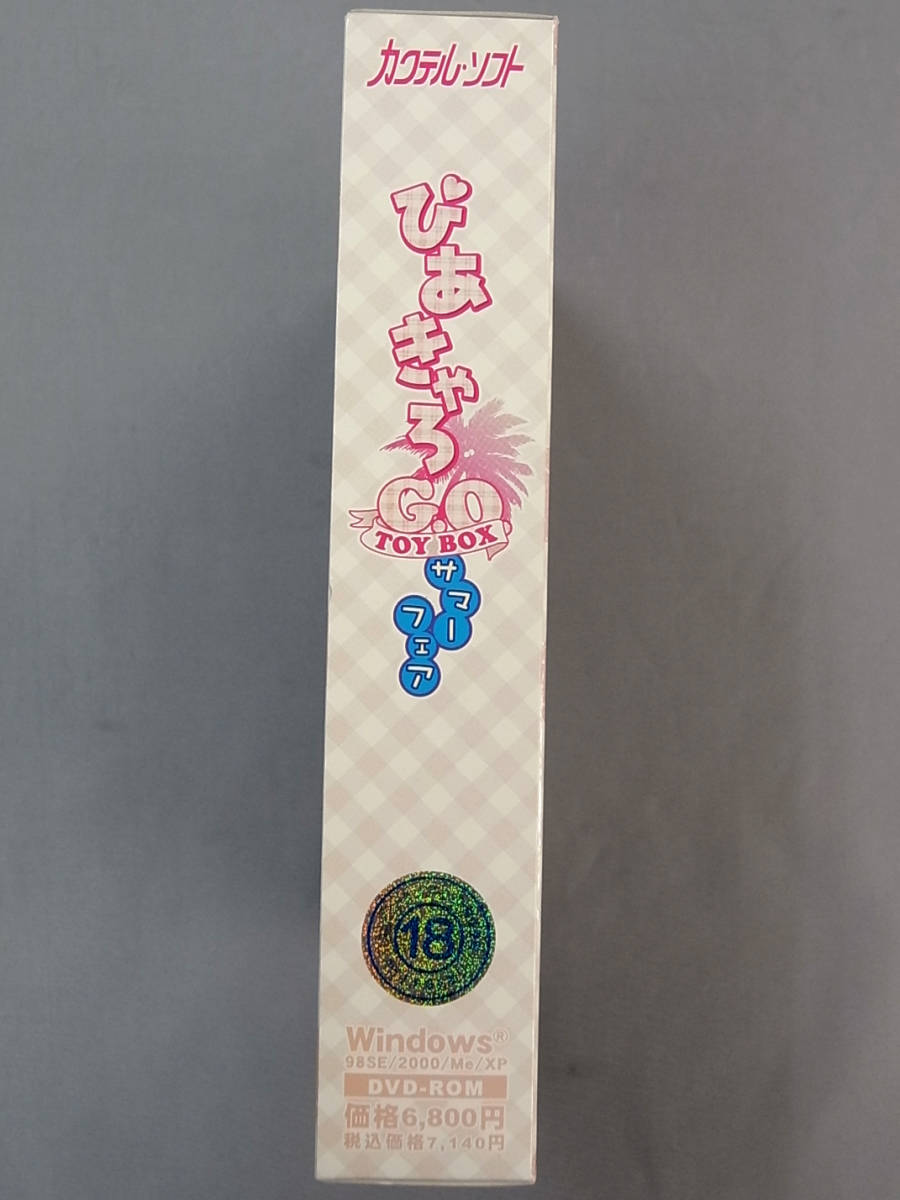 カクテル・ソフト
ぴあきゃろ
G.O
TOY BOX
サマー
フェア
18
Windows®
98SE/2000/Me/XP
DVD-ROM
価格6,800円
税込価格7,140円